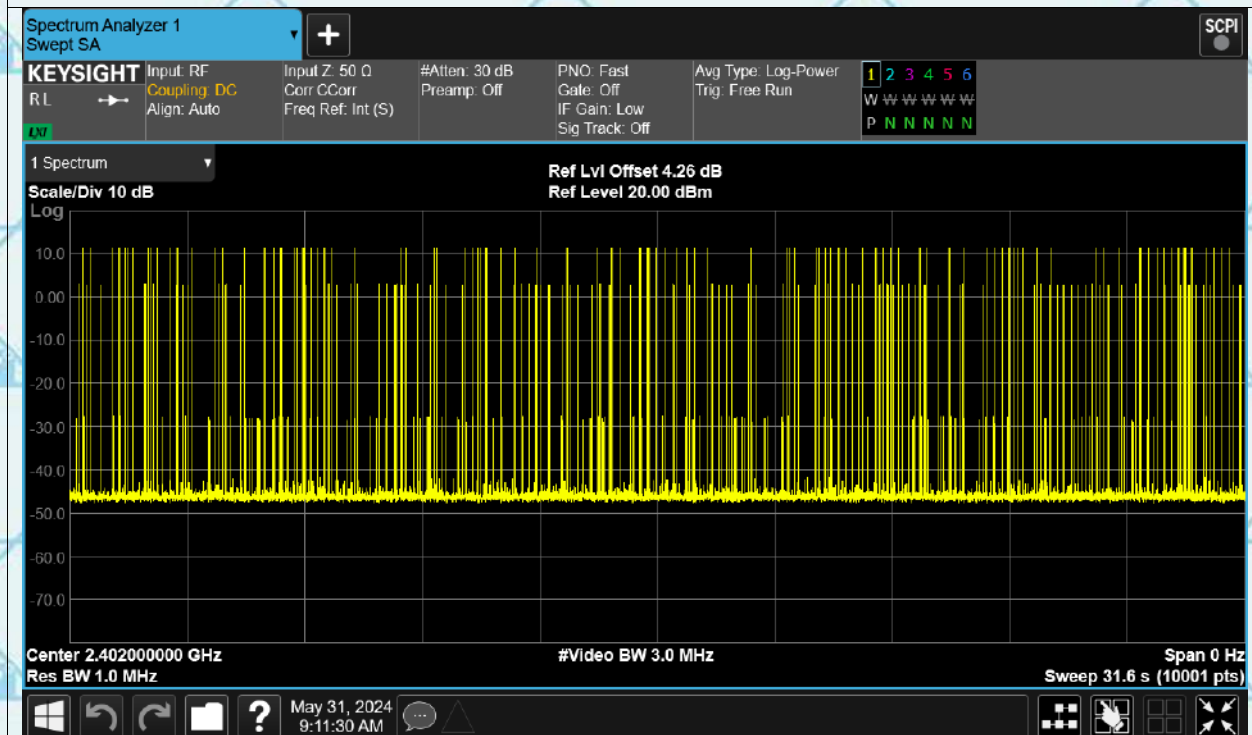 Spectrum Analyzer 1
Swept SA
▼
+
SCPI
KEYSIGHT
R L
LXI
Input: RF
Coupling: DC
Align: Auto
Input Z: 50 Ω
Corr CCorr
Freq Ref: Int (S)
#Atten: 30 dB
Preamp: Off
PNO: Fast
Gate: Off
IF Gain: Low
Sig Track: Off
Avg Type: Log-Power
Trig: Free Run
1 2 3 4 5 6
W W W W W W
P N N N N N
1 Spectrum
▼
Scale/Div 10 dB
Ref Lvl Offset 4.26 dB
Ref Level 20.00 dBm
Log
10.0
0.00
-10.0
-20.0
-30.0
-40.0
-50.0
-60.0
-70.0
Center 2.402000000 GHz
Res BW 1.0 MHz
#Video BW 3.0 MHz
Span 0 Hz
Sweep 31.6 s (10001 pts)
?
May 31, 2024
9:11:30 AM